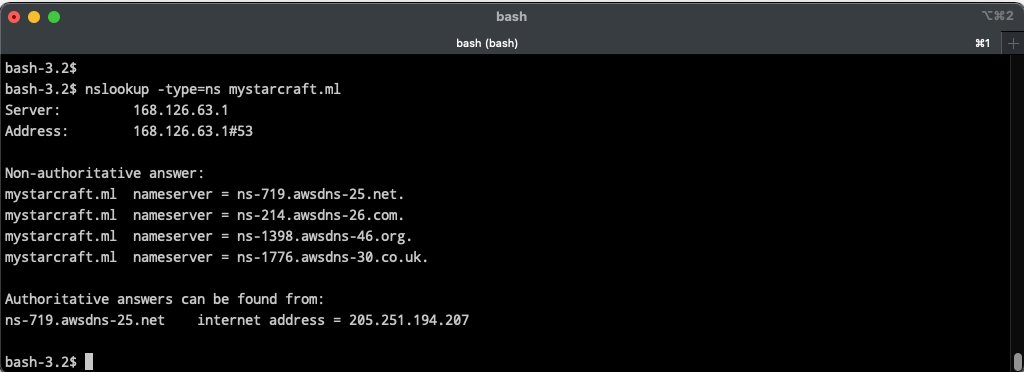 bash
⌥⌘2
bash (bash)
⌘1
bash-3.2$
bash-3.2$ nslookup -type=ns mystarcraft.ml
Server:         168.126.63.1
Address:        168.126.63.1#53
Non-authoritative answer:
mystarcraft.ml  nameserver = ns-719.awsdns-25.net.
mystarcraft.ml  nameserver = ns-214.awsdns-26.com.
mystarcraft.ml  nameserver = ns-1398.awsdns-46.org.
mystarcraft.ml  nameserver = ns-1776.awsdns-30.co.uk.
Authoritative answers can be found from:
ns-719.awsdns-25.net    internet address = 205.251.194.207
bash-3.2$